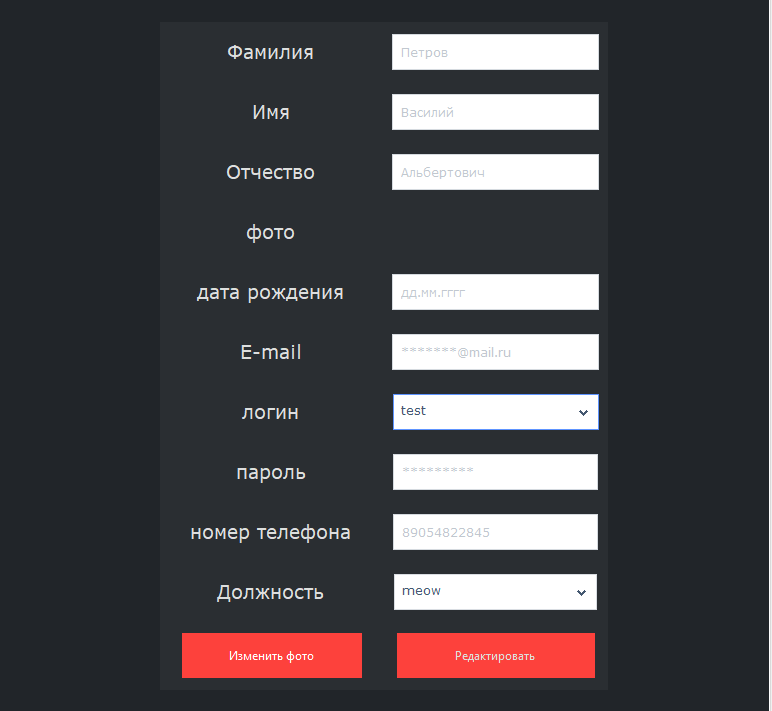 Фамилия Петров
Имя Василий
Отчество Альбертович
фото
дата рождения дд.мм.гггг
E-mail *******@mail.ru
логин test
пароль *********
номер телефона 89054822845
Должность meow
Изменить фото Редактировать